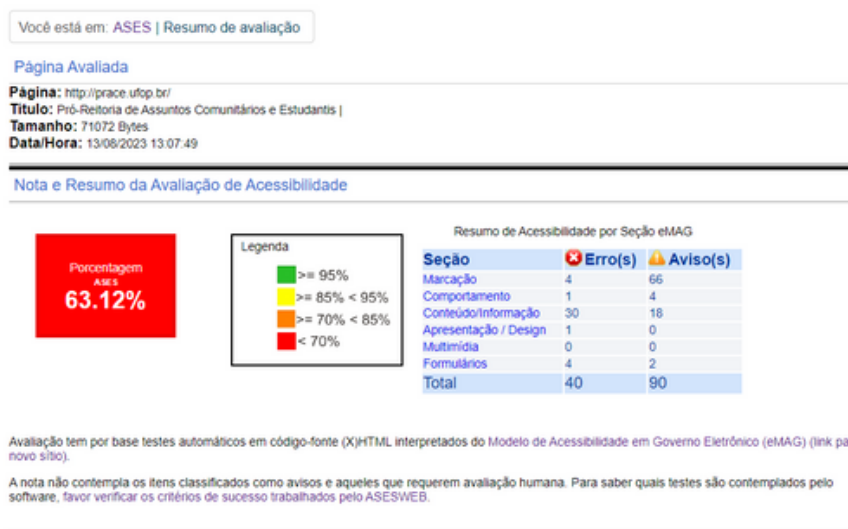 Você está em: ASES | Resumo de avaliação
Página Avaliada
Página: http://prace.ufop.br/
Título: Pró-Reitoria de Assuntos Comunitários e Estudantis |
Tamanho: 71072 Bytes
Data/Hora: 13/08/2023 13:07:49
Nota e Resumo da Avaliação de Acessibilidade
Porcentagem
ASES
63.12%
Legenda
>= 95%
>= 85% < 95%
>= 70% < 85%
< 70%
Resumo de Acessibilidade por Seção eMAG
Seção Erro(s) Aviso(s)
Marcação 4 66
Comportamento 1 4
Conteúdo/Informação 30 18
Apresentação / Design 1 0
Multimídia 0 0
Formulários 4 2
Total 40 90
Avaliação tem por base testes automáticos em código-fonte (X)HTML interpretados do Modelo de Acessibilidade em Governo Eletrônico (eMAG) (link pa
novo sítio).
A nota não contempla os itens classificados como avisos e aqueles que requerem avaliação humana. Para saber quais testes são contemplados pelo
software, favor verificar os critérios de sucesso trabalhados pelo ASESWEB.